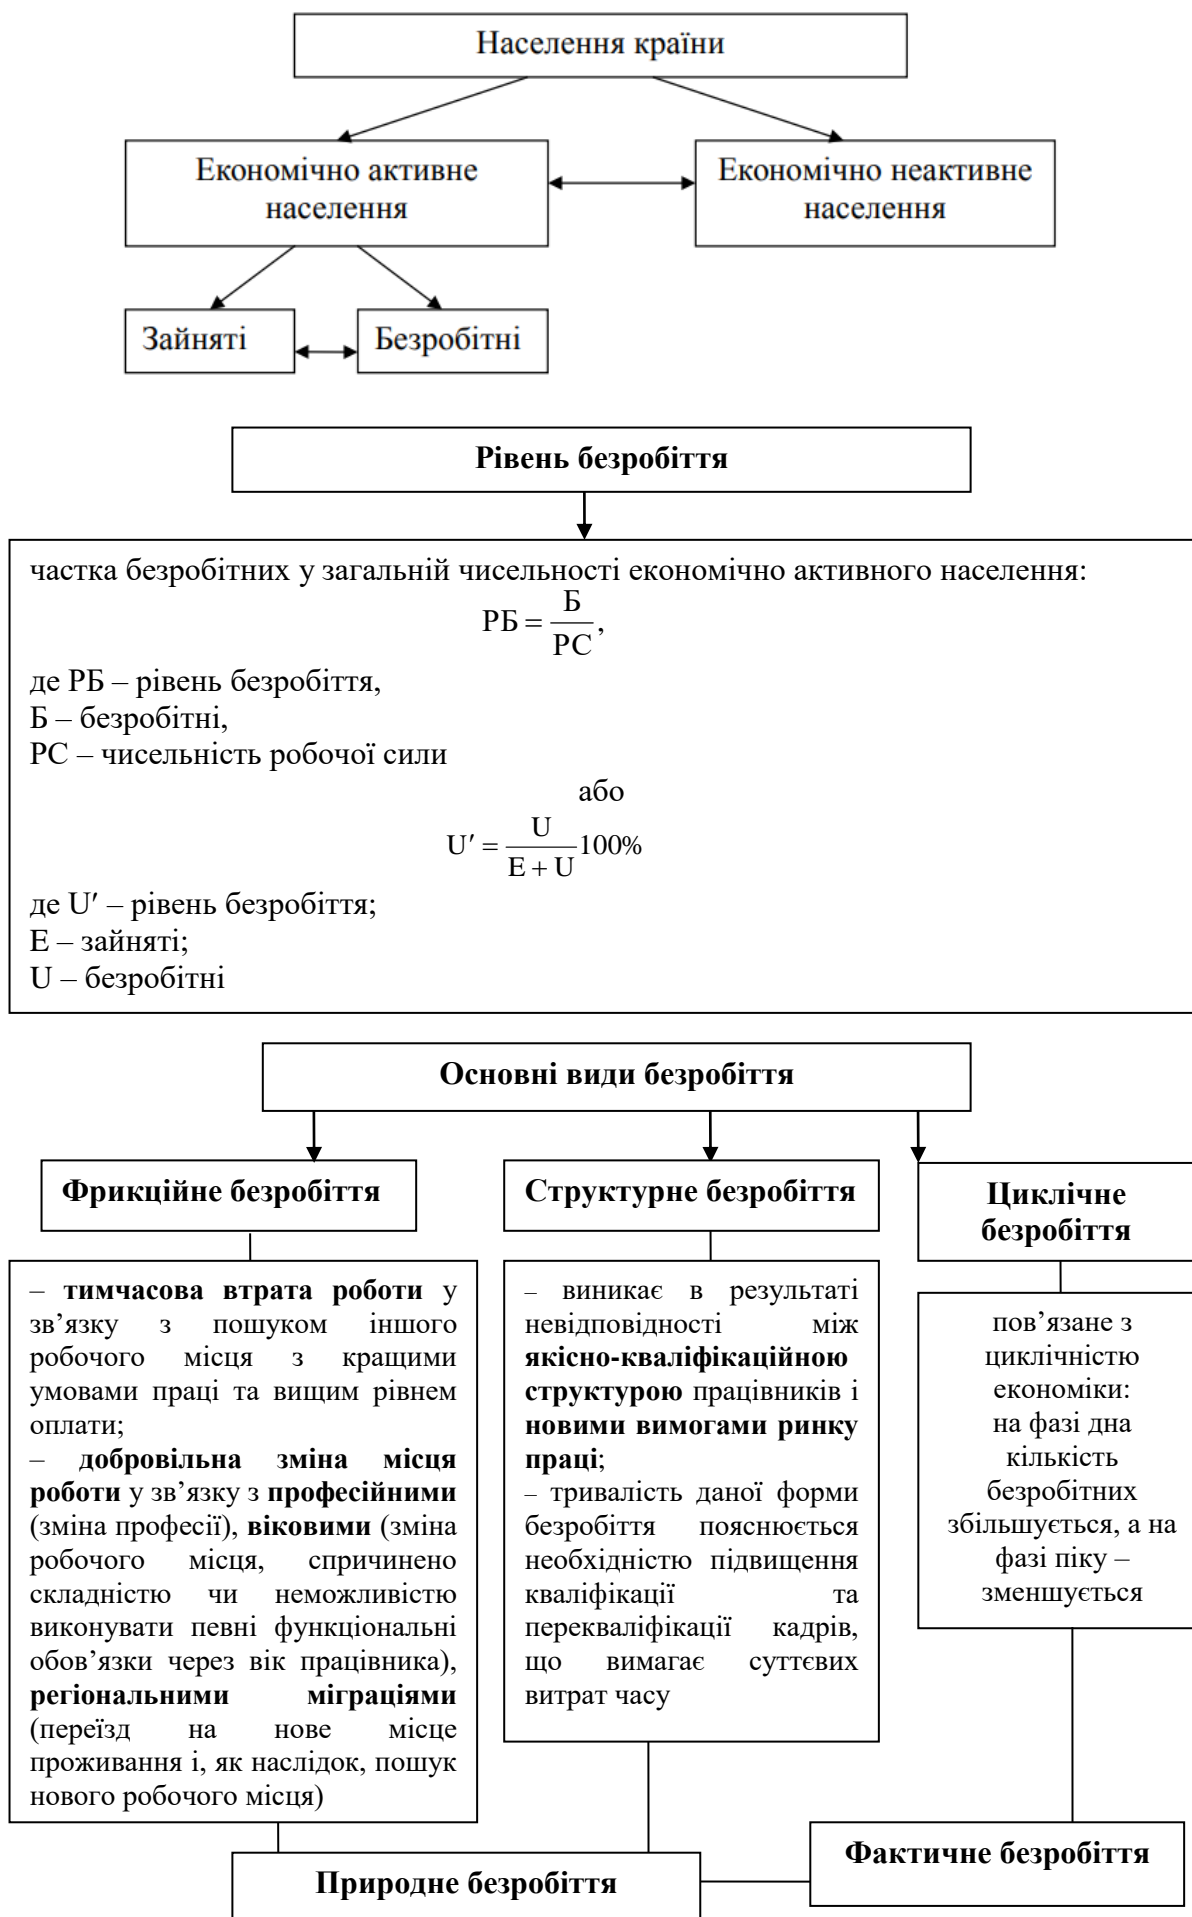 Населення країни
Економічно активне
населення
Економічно неактивне
населення
Зайняті
Безробітні
Рівень безробіття
частка безробітних у загальній чисельності економічно активного населення:
РБ = Б / РС,
де РБ – рівень безробіття,
Б – безробітні,
РС – чисельність робочої сили
або
U′ = U / (E + U) 100%
де U′ – рівень безробіття;
E – зайняті;
U – безробітні
Основні види безробіття
Фрикційне безробіття
– тимчасова втрата роботи у
зв’язку з пошуком іншого
робочого місця з кращими
умовами праці та вищим рівнем
оплати;
– добровільна зміна місця
роботи у зв’язку з професійними
(зміна професії), віковими (зміна
робочого місця, спричинено
складністю чи неможливістю
виконувати певні функціональні
обов’язки через вік працівника),
регіональними міграціями
(переїзд на нове місце
проживання і, як наслідок, пошук
нового робочого місця)
Структурне безробіття
– виникає в результаті
невідповідності між
якісно-кваліфікаційною
структурою працівників і
новими вимогами ринку
праці;
– тривалість даної форми
безробіття пояснюється
необхідністю підвищення
кваліфікації та
перекваліфікації кадрів,
що вимагає суттєвих
витрат часу
Циклічне
безробіття
пов’язане з
циклічністю
економіки:
на фазі дна
кількість
безробітних
збільшується, а на
фазі піку –
зменшується
Природне безробіття
Фактичне безробіття